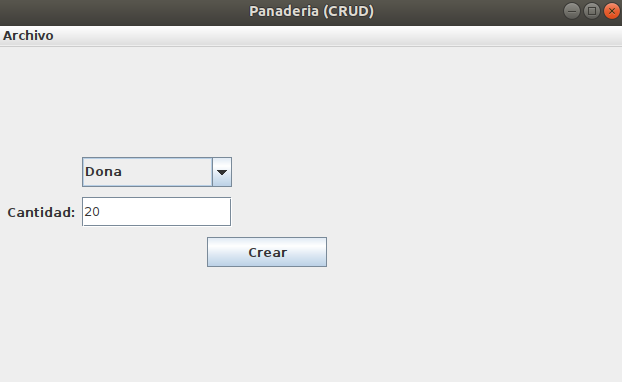 Panaderia (CRUD)
Archivo
Dona
Cantidad: 20
Crear